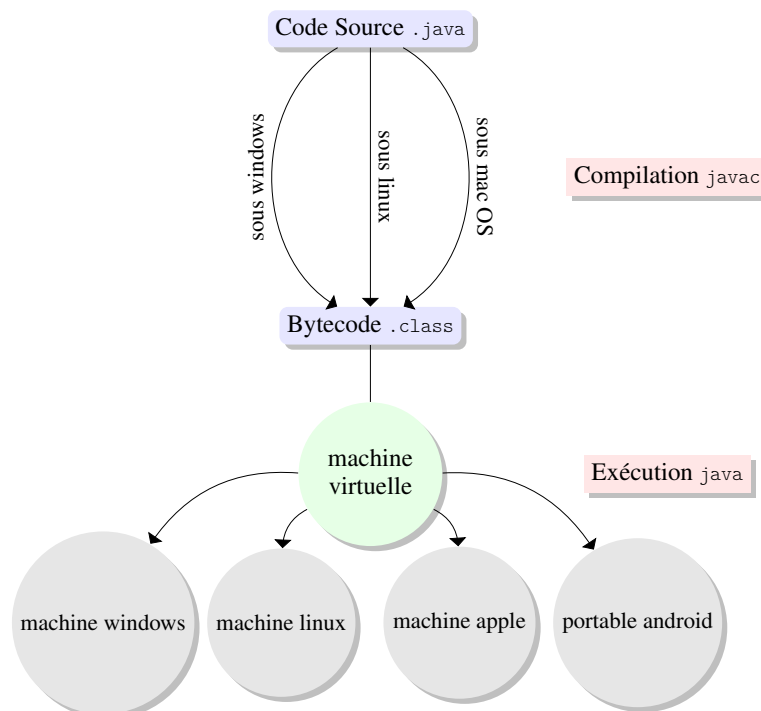 Code Source .java
sous windows
sous linux
sous mac OS
Compilation javac
Bytecode .class
machine
virtuelle
Exécution java
machine windows
machine linux
machine apple
portable android